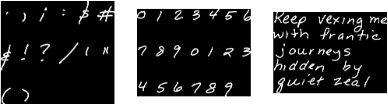 . , ; : $ #
$ ! ? / ' "
( )
0 1 2 3 4 5 6
7 8 9 0 1 2 3
4 5 6 7 8 9
Keep vexing me
with frantic
journeys
hidden by
quiet zeal